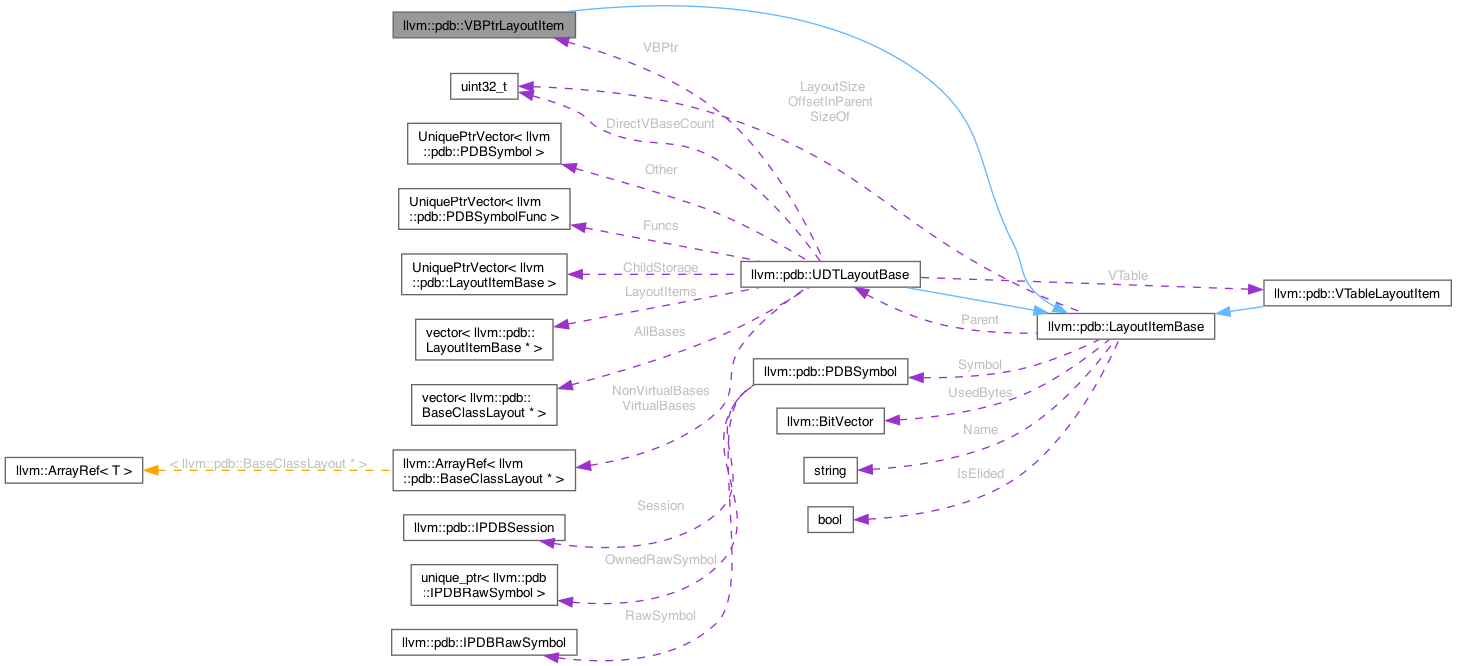 llvm::pdb::VBPtrLayoutItem
VBPtr
uint32_t
LayoutSize
OffsetInParent
SizeOf
DirectVBaseCount
UniquePtrVector< llvm
::pdb::PDBSymbol >
Other
UniquePtrVector< llvm
::pdb::PDBSymbolFunc >
Funcs
UniquePtrVector< llvm
::pdb::LayoutItemBase >
ChildStorage
llvm::pdb::UDTLayoutBase
VTable
llvm::pdb::VTableLayoutItem
LayoutItems
vector< llvm::pdb::
LayoutItemBase * >
AllBases
Parent
llvm::pdb::LayoutItemBase
vector< llvm::pdb::
BaseClassLayout * >
NonVirtualBases
VirtualBases
llvm::pdb::PDBSymbol
Symbol
UsedBytes
llvm::BitVector
Name
string
IsElided
bool
llvm::ArrayRef< T >
< llvm::pdb::BaseClassLayout * >
llvm::ArrayRef< llvm
::pdb::BaseClassLayout * >
Session
llvm::pdb::IPDBSession
OwnedRawSymbol
unique_ptr< llvm::pdb
::IPDBRawSymbol >
RawSymbol
llvm::pdb::IPDBRawSymbol